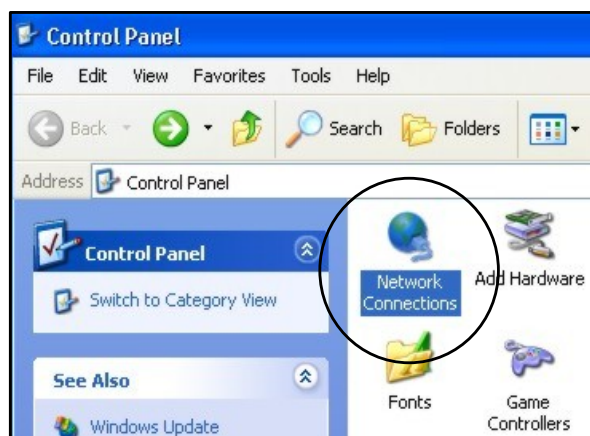 Control Panel
File Edit View Favorites Tools Help
Back Search Folders
Address Control Panel
Control Panel
Switch to Category View
See Also
Windows Update
Network
Connections
Add Hardware
Fonts
Game
Controllers